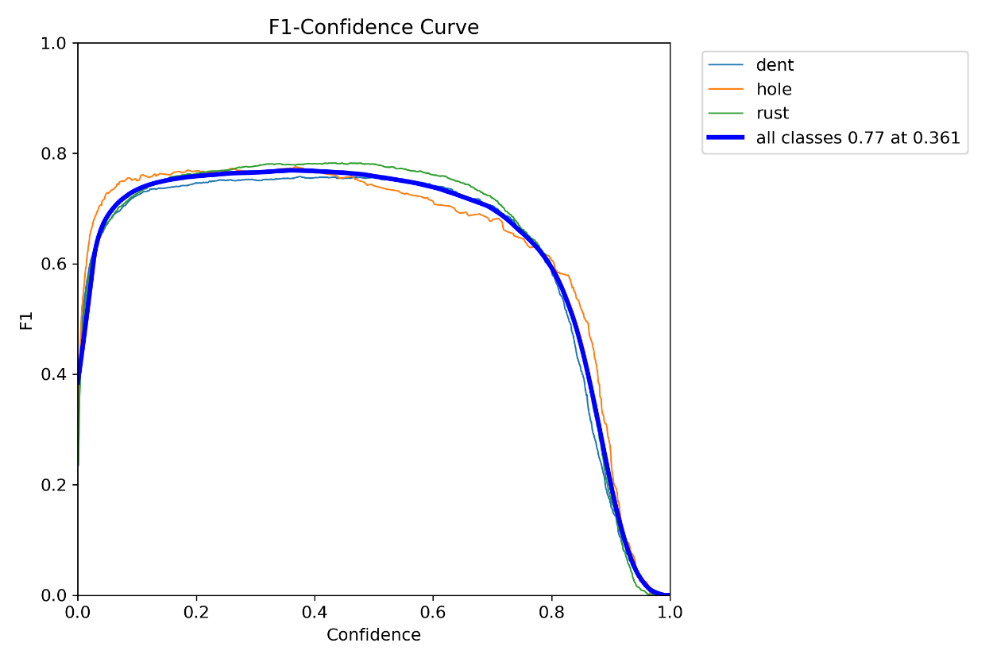 F1-Confidence Curve
dent
hole
rust
all classes 0.77 at 0.361
1.0
0.8
0.6
0.4
0.2
0.0
F1
0.0 0.2 0.4 0.6 0.8 1.0
Confidence